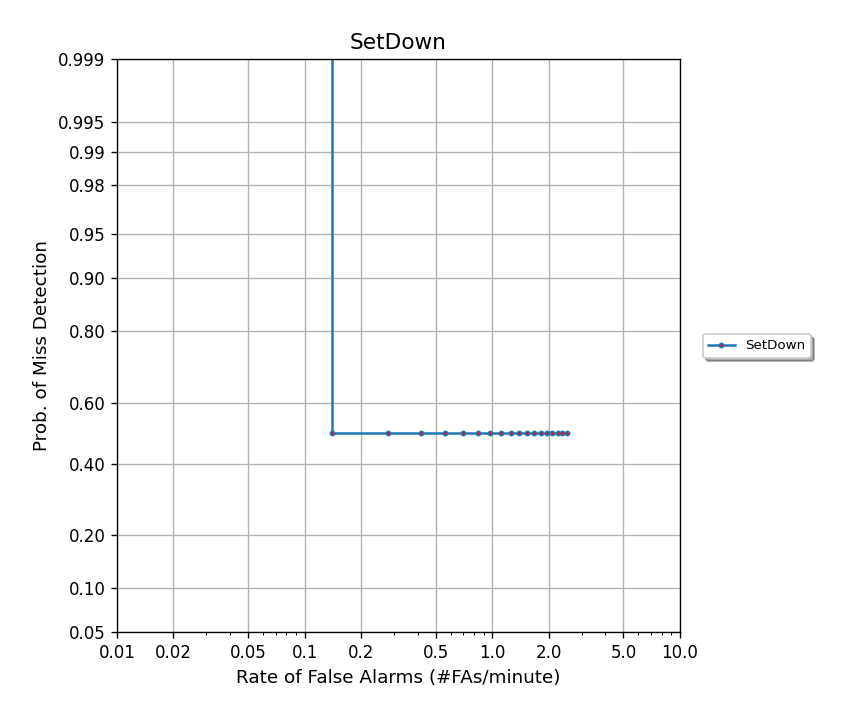 SetDown
0.999
0.995
0.99
0.98
0.95
0.90
0.80
0.60
0.40
0.20
0.10
0.05
Prob. of Miss Detection
0.01 0.02 0.05 0.1 0.2 0.5 1.0 2.0 5.0 10.0
Rate of False Alarms (#FAs/minute)
SetDown